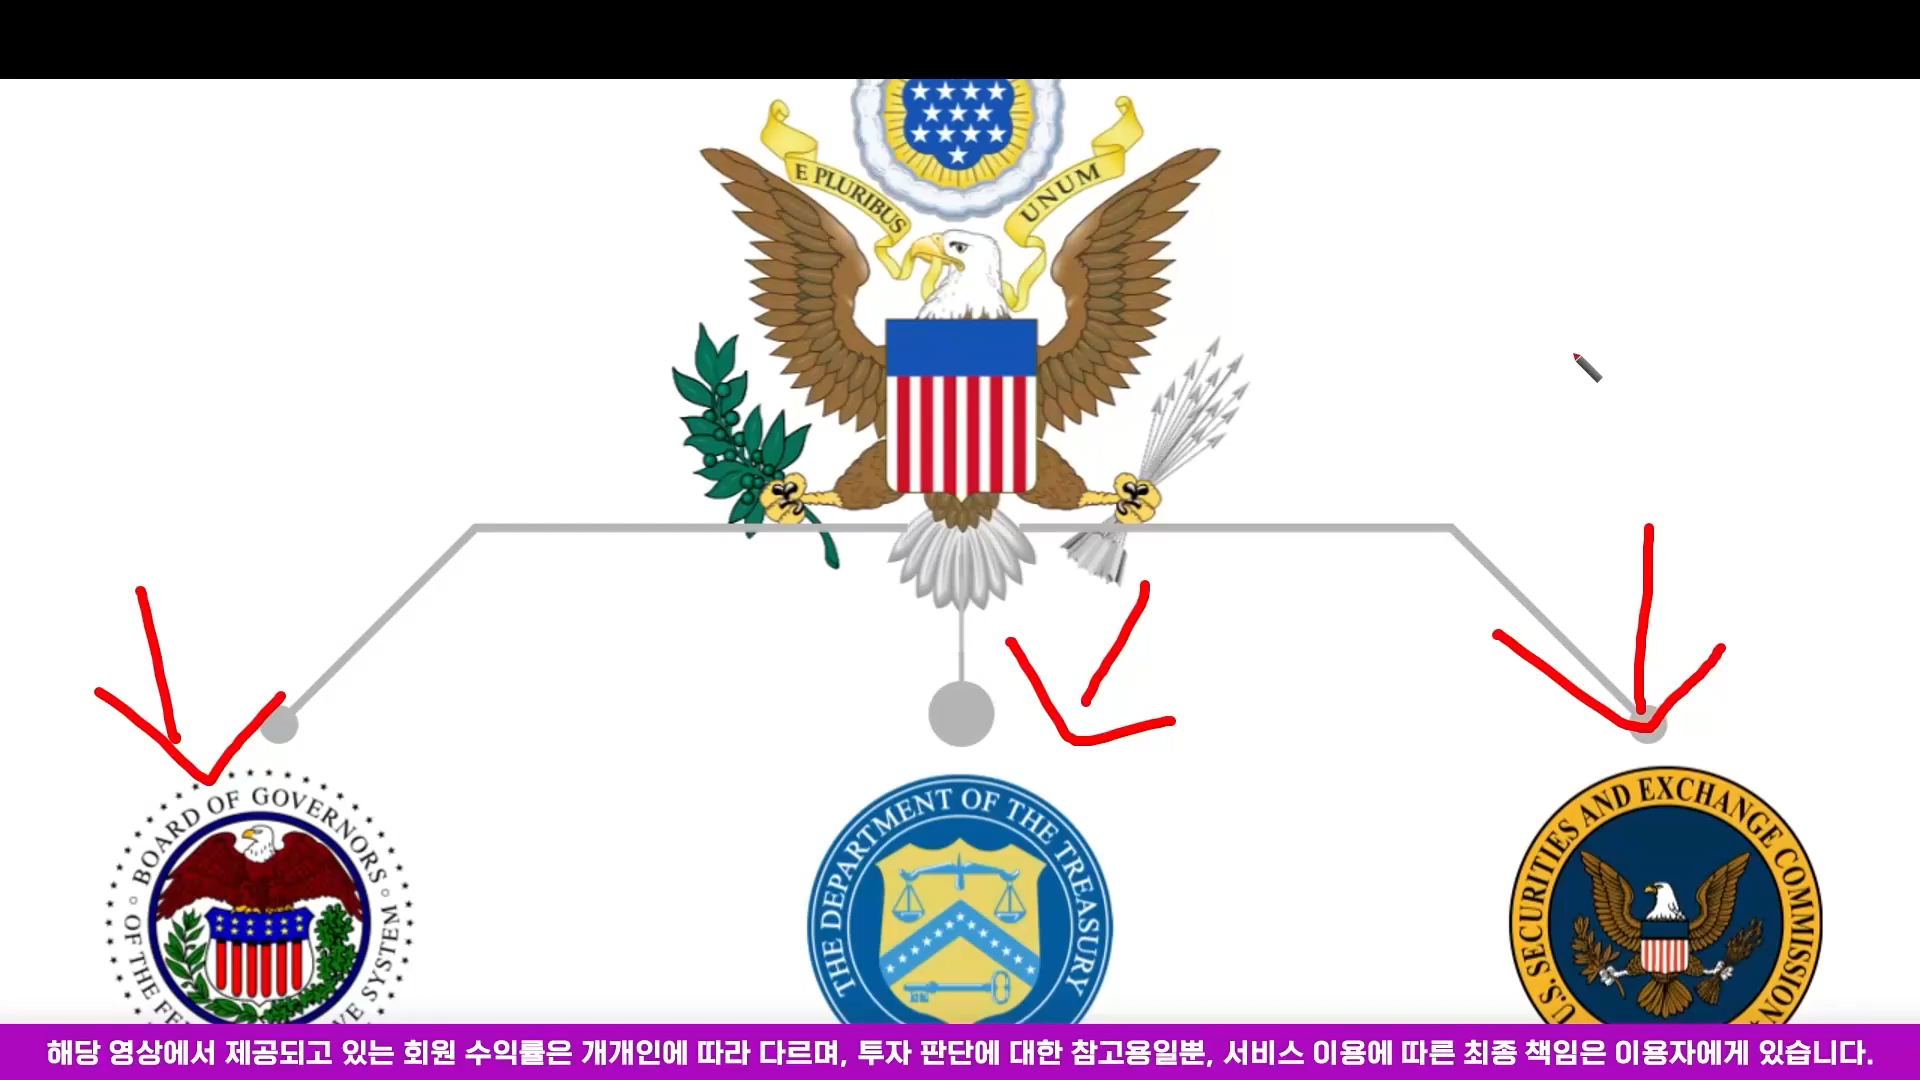 E PLURIBUS UNUM
BOARD OF GOVERNORS
OF THE FE
VE SYSTEM
THE DEPARTMENT OF THE TREASURY
U.S. SECURITIES AND EXCHANGE COMMISSION
해당 영상에서 제공되고 있는 회원 수익률은 개개인에 따라 다르며, 투자 판단에 대한 참고용일뿐, 서비스 이용에 따른 최종 책임은 이용자에게 있습니다.